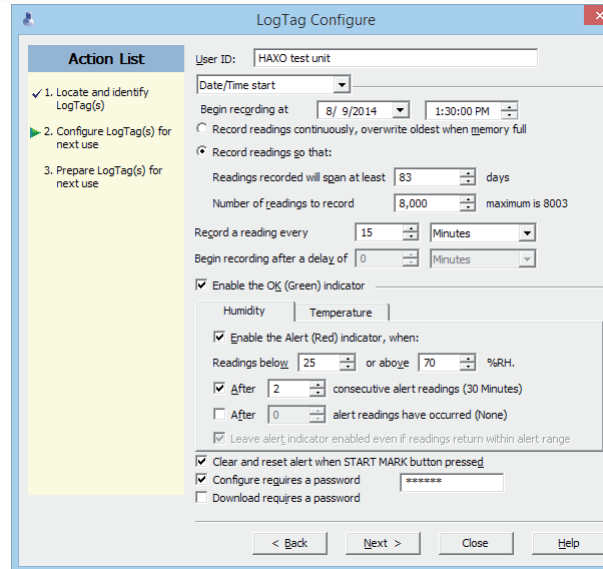 LogTag Configure
Action List
1. Locate and identify
LogTag(s)
2. Configure LogTag(s) for
next use
3. Prepare LogTag(s) for
next use
User ID: HAXO test unit
Date/Time start
Begin recording at 8/ 9/2014 1:30:00 PM
Record readings continuously, overwrite oldest when memory full
Record readings so that:
Readings recorded will span at least 83 days
Number of readings to record 8,000 maximum is 8003
Record a reading every 15 Minutes
Begin recording after a delay of 0 Minutes
Enable the OK (Green) indicator
Humidity Temperature
Enable the Alert (Red) indicator, when:
Readings below 25 or above 70 %RH.
After 2 consecutive alert readings (30 Minutes)
After 0 alert readings have occurred (None)
Leave alert indicator enabled even if readings return within alert range
Clear and reset alert when START MARK button pressed
Configure requires a password ******
Download requires a password
< Back Next > Close Help